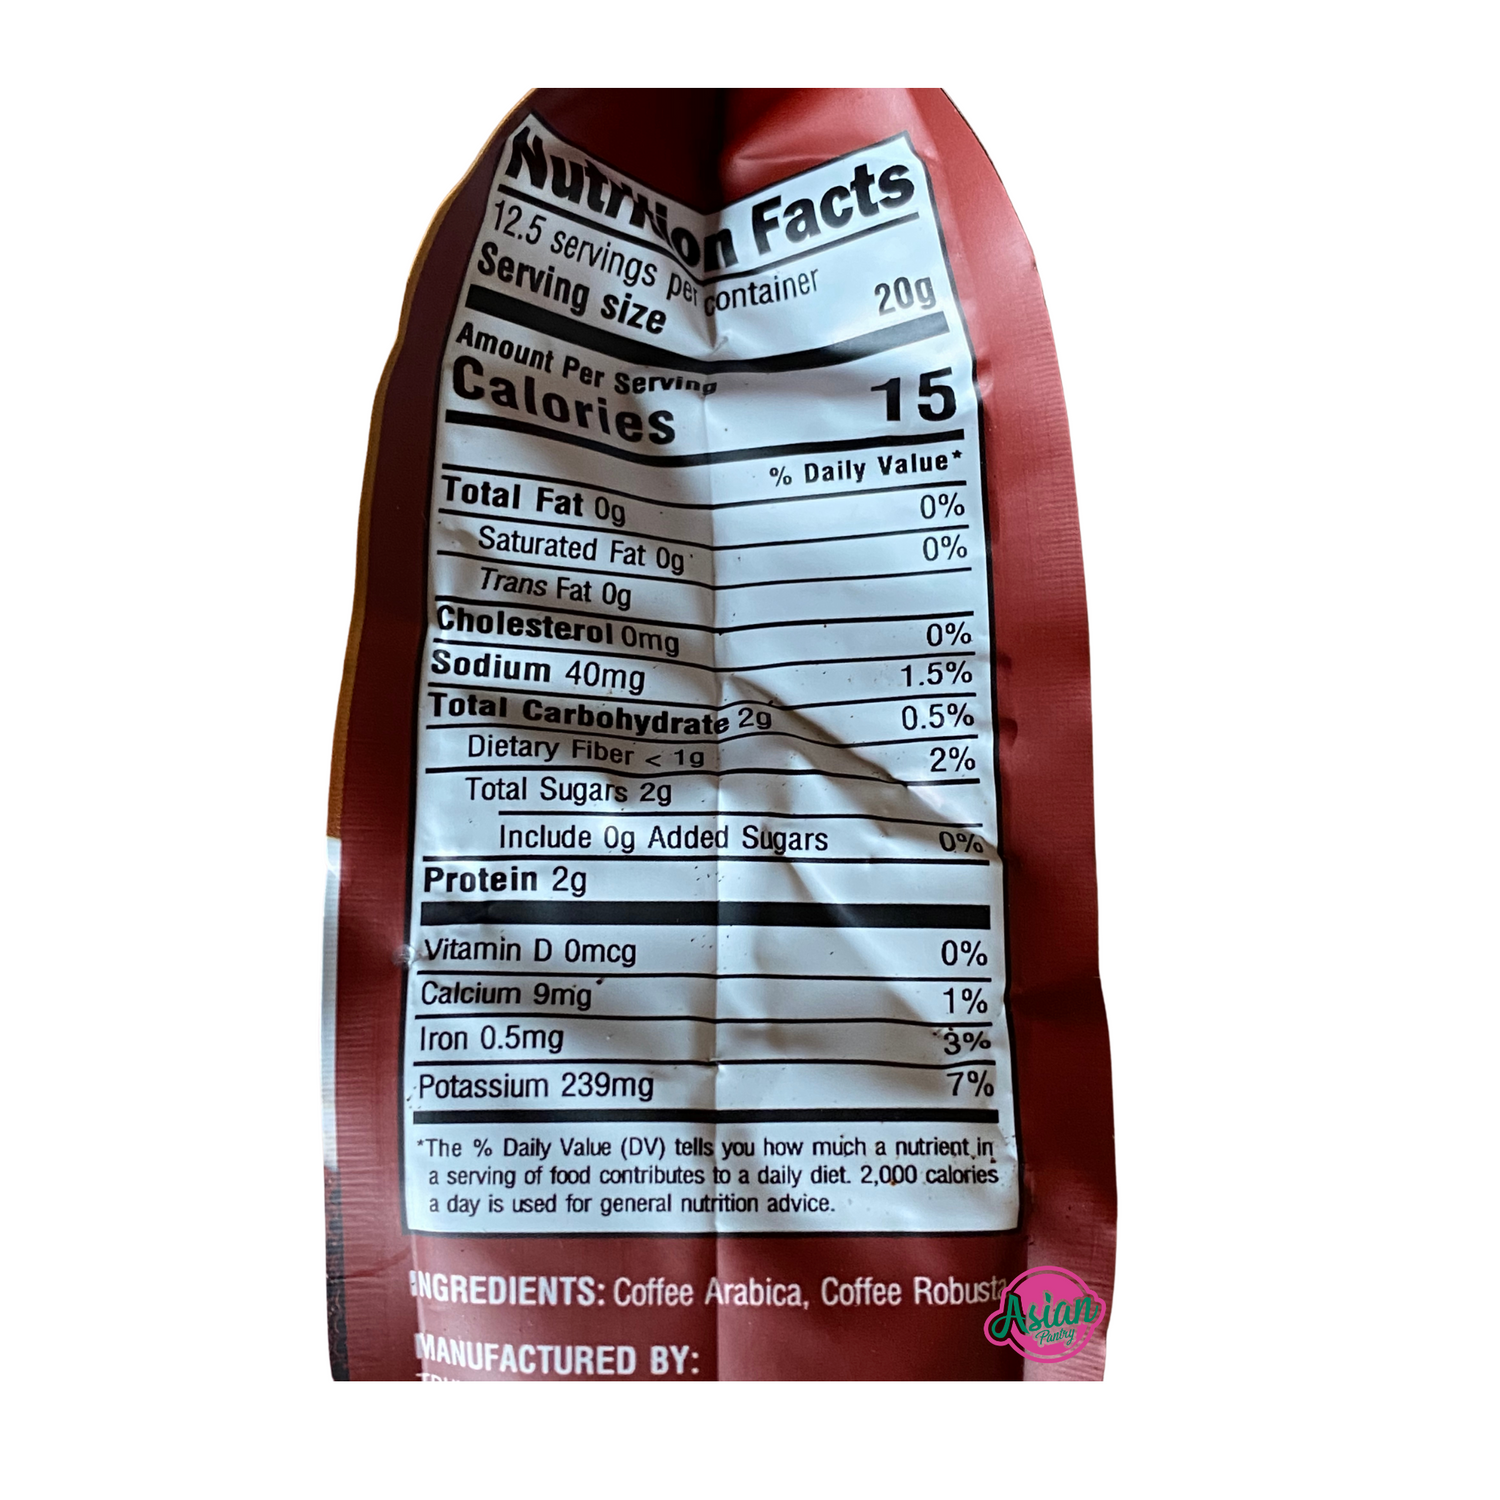 Nutrition Facts
12.5 servings per container
Serving size 20g
Amount Per Serving
Calories 15
% Daily Value*
Total Fat 0g 0%
Saturated Fat 0g 0%
Trans Fat 0g
Cholesterol 0mg 0%
Sodium 40mg 1.5%
Total Carbohydrate 2g 0.5%
Dietary Fiber < 1g 2%
Total Sugars 2g
Include 0g Added Sugars 0%
Protein 2g
Vitamin D 0mcg 0%
Calcium 9mg 1%
Iron 0.5mg 3%
Potassium 239mg 7%
*The % Daily Value (DV) tells you how much a nutrient in
a serving of food contributes to a daily diet. 2,000 calories
a day is used for general nutrition advice.
INGREDIENTS: Coffee Arabica, Coffee Robusta
Asian
Pantry
MANUFACTURED BY: